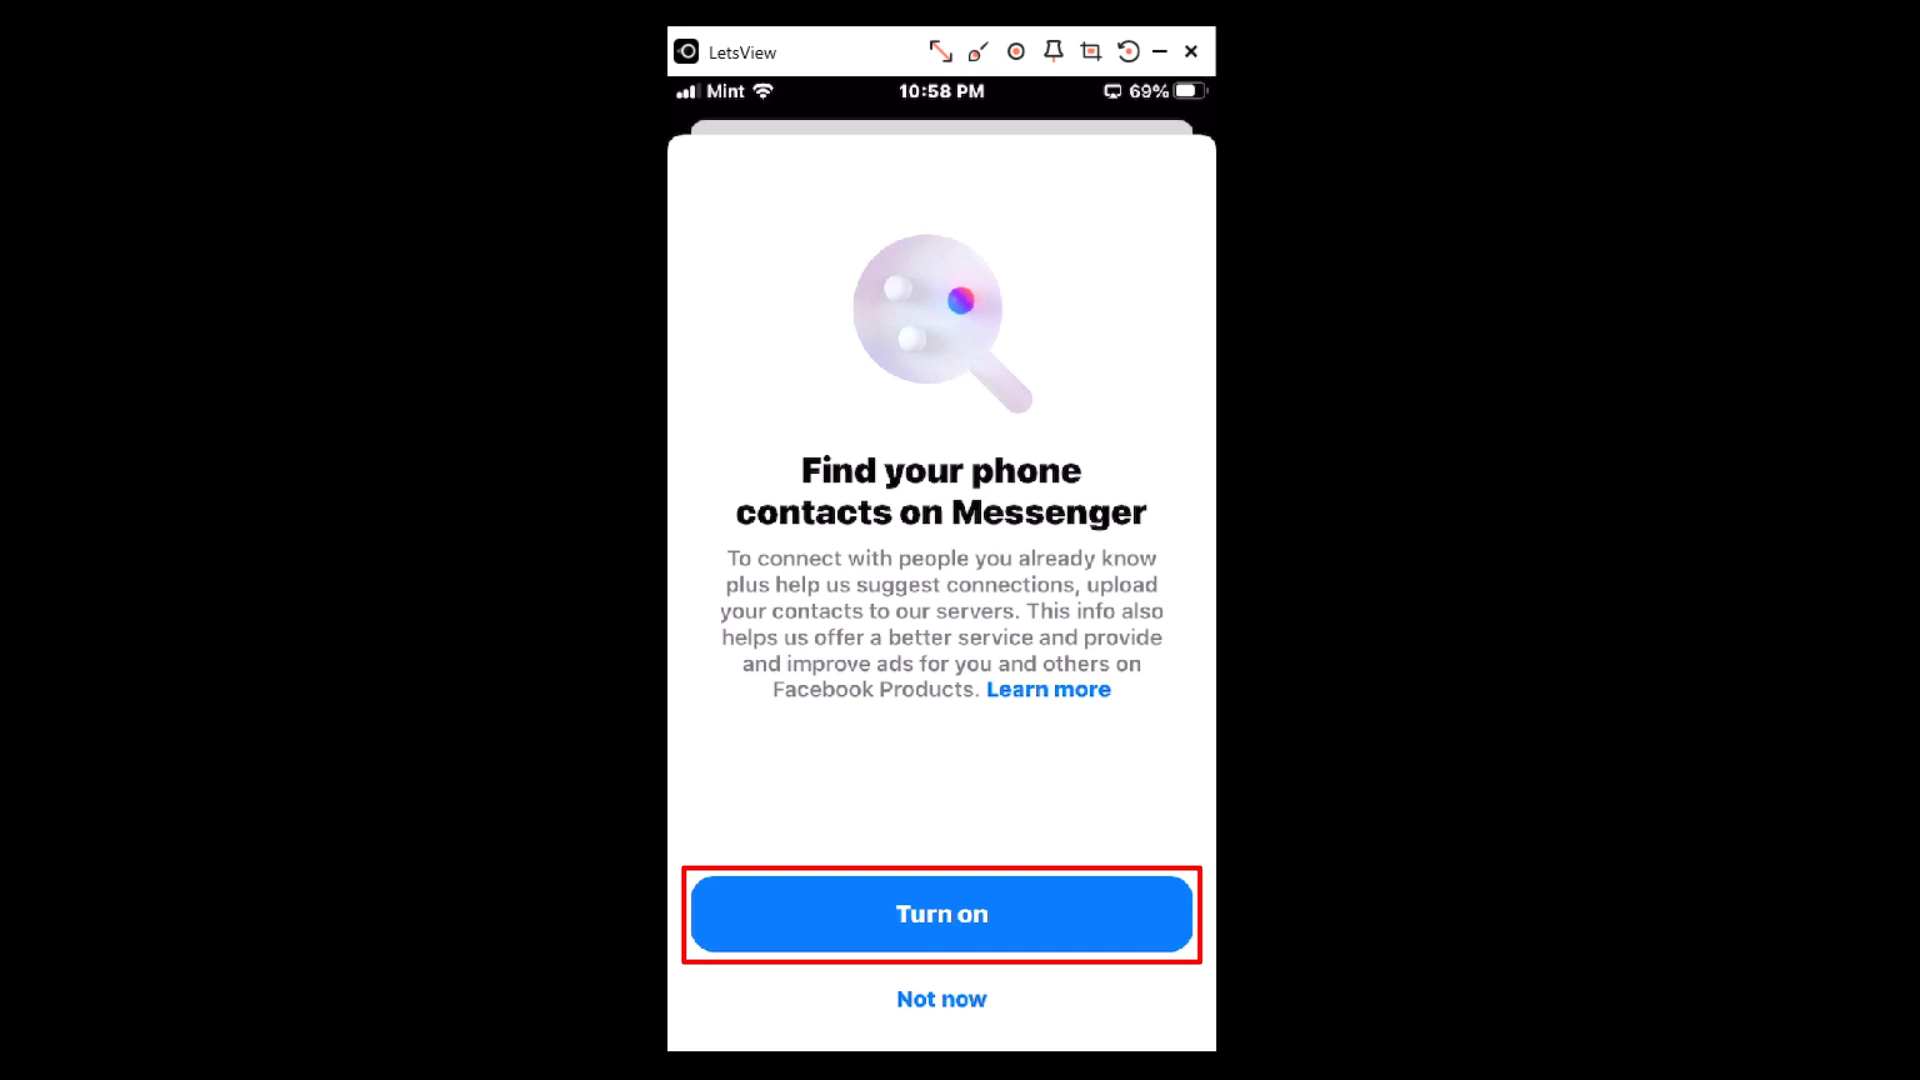 LetsView
Mint 10:58 PM 69%
Find your phone
contacts on Messenger
To connect with people you already know
plus help us suggest connections, upload
your contacts to our servers. This info also
helps us offer a better service and provide
and improve ads for you and others on
Facebook Products. Learn more
Turn on
Not now